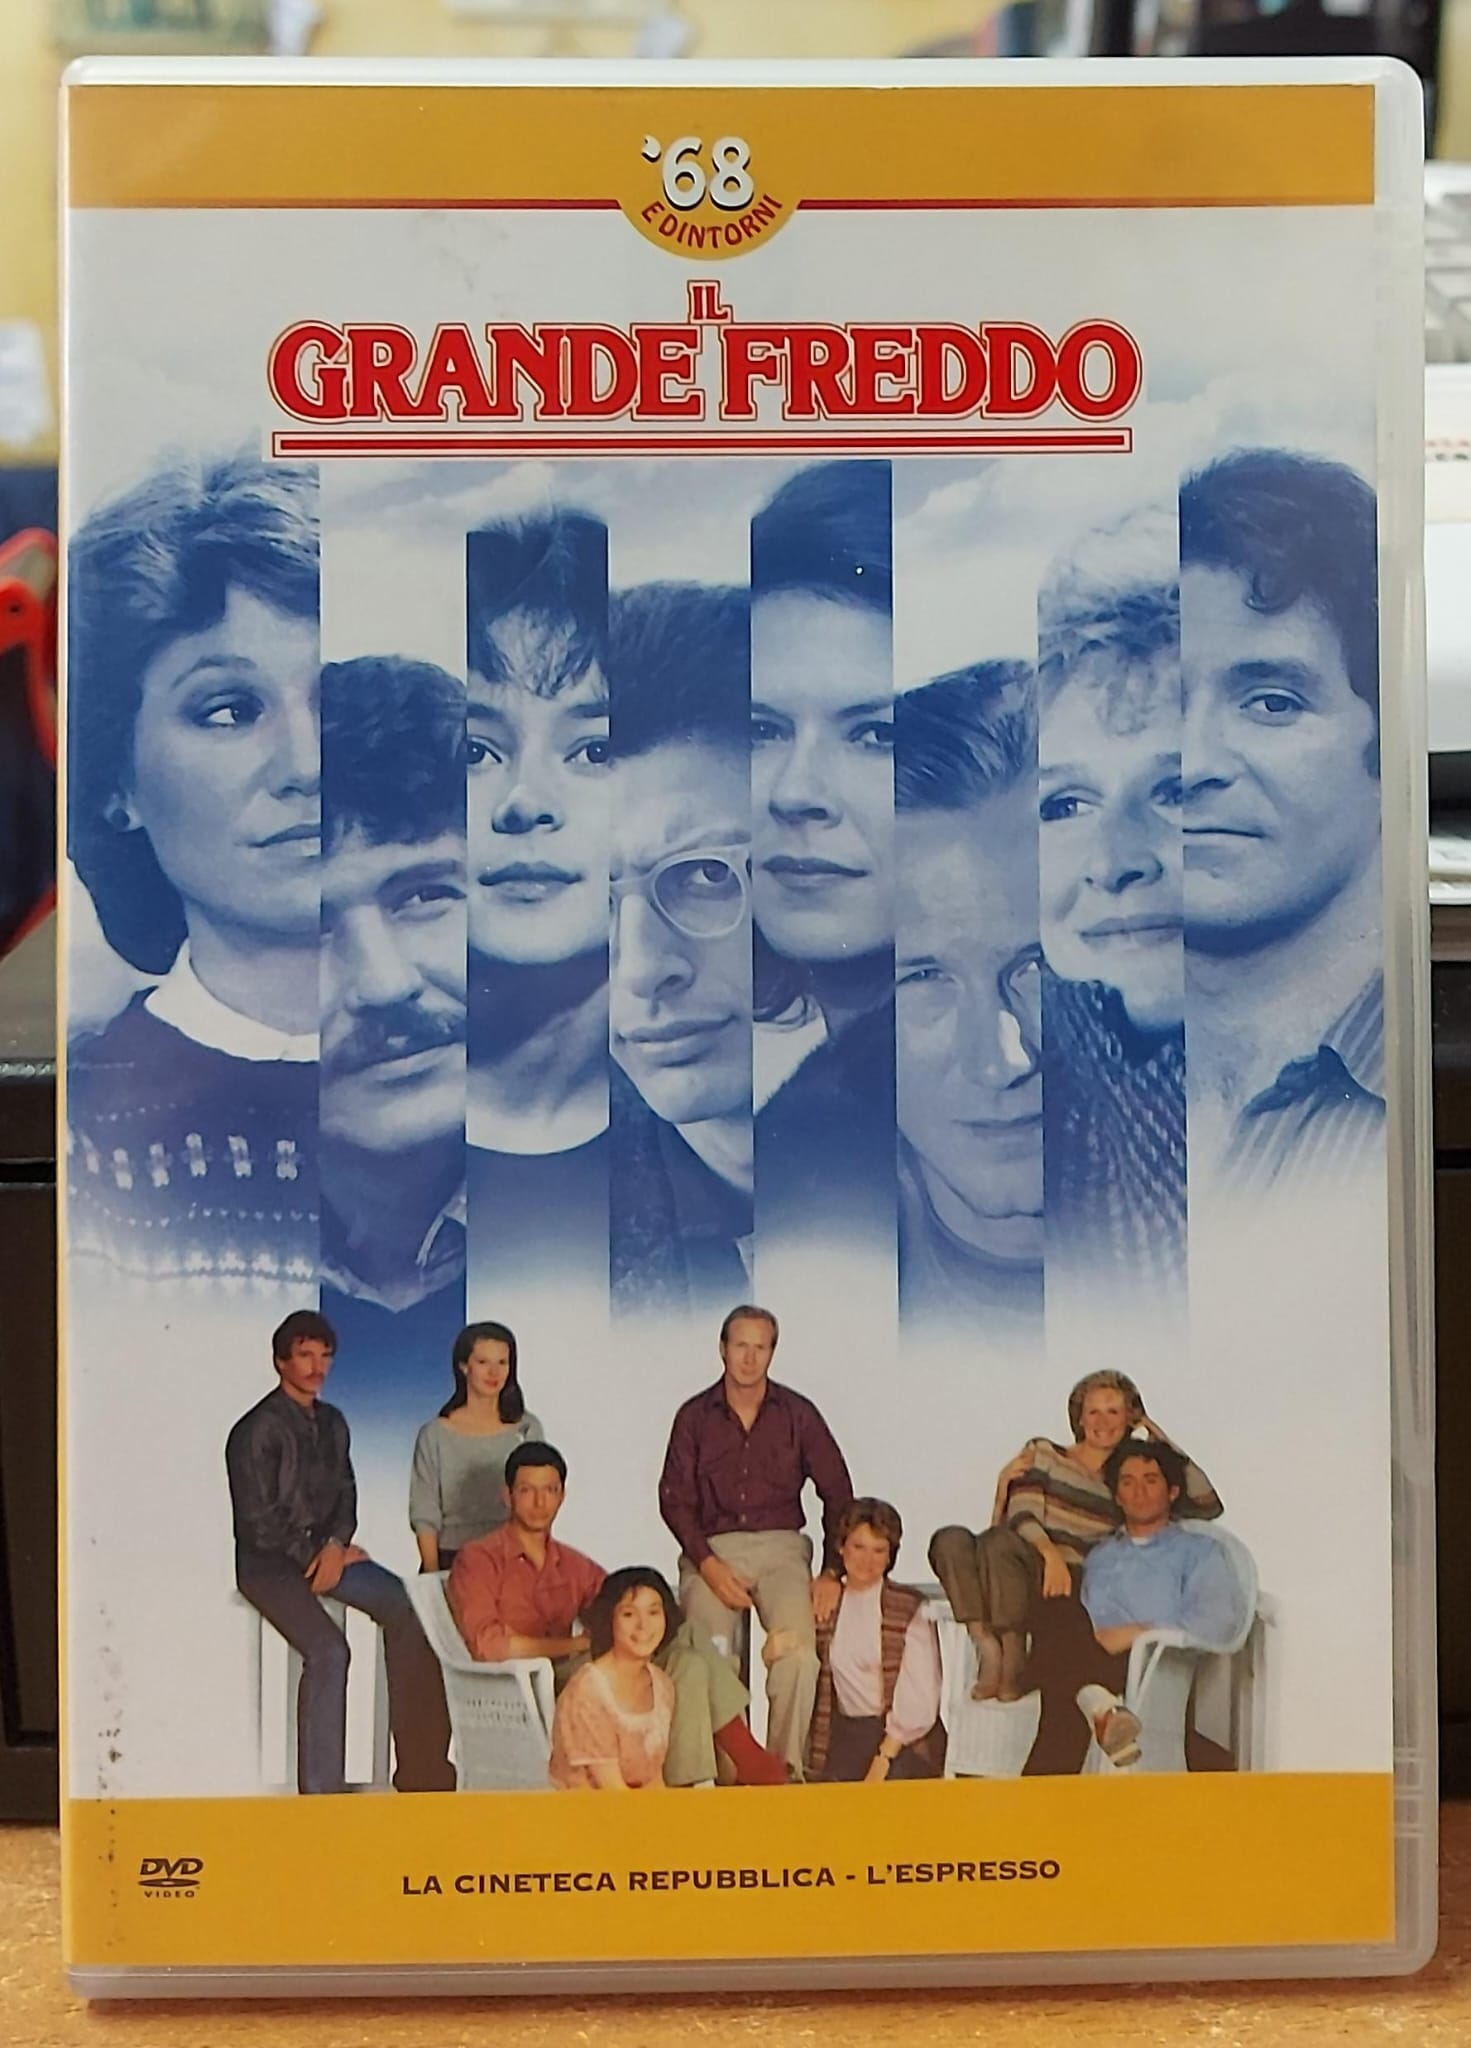 '68
E DINTORNI
IL
GRANDE FREDDO
DVD
VIDEO
LA CINETECA REPUBBLICA - L'ESPRESSO